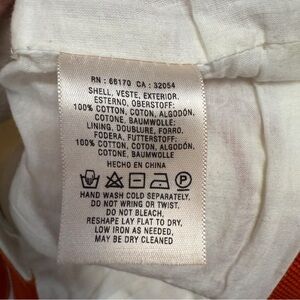 RN : 66170 CA : 32054
SHELL, VESTE, EXTERIOR,
ESTERNO, OBERSTOFF:
100% COTTON, COTON, ALGODÓN,
COTONE, BAUMWOLLE;
LINING, DOUBLURE, FORRO,
FODERA, FUTTERSTOFF:
100% COTTON, COTON, ALGODÓN,
COTONE, BAUMWOLLE
HECHO EN CHINA
HAND WASH COLD SEPARATELY,
DO NOT WRING OR TWIST.
DO NOT BLEACH,
RESHAPE LAY FLAT TO DRY,
LOW IRON AS NEEDED,
MAY BE DRY CLEANED